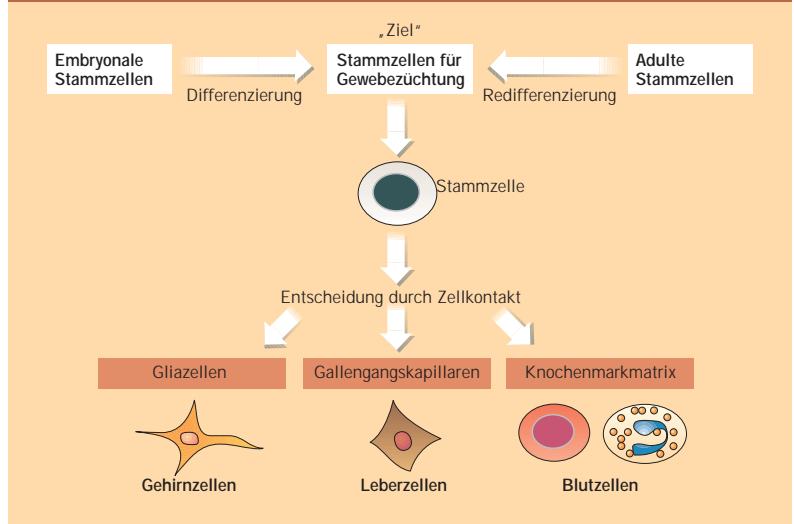 „Ziel“
Embryonale
Stammzellen
Stammzellen für
Gewebezüchtung
Adulte
Stammzellen
Differenzierung
Redifferenzierung
Stammzelle
Entscheidung durch Zellkontakt
Gliazellen
Gallengangskapillaren
Knochenmarkmatrix
Gehirnzellen
Leberzellen
Blutzellen